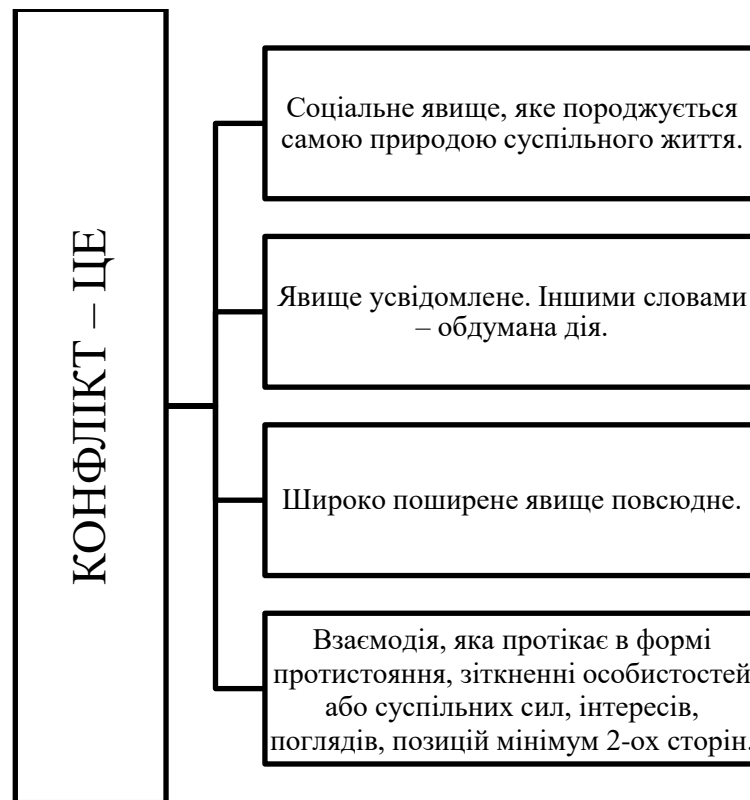 КОНФЛІКТ – ЦЕ
Соціальне явище, яке породжується
самою природою суспільного життя.
Явище усвідомлене. Іншими словами
– обдумана дія.
Широко поширене явище повсюдне.
Взаємодія, яка протікає в формі
протистояння, зіткненні особистостей
або суспільних сил, інтересів,
поглядів, позицій мінімум 2-ох сторін.